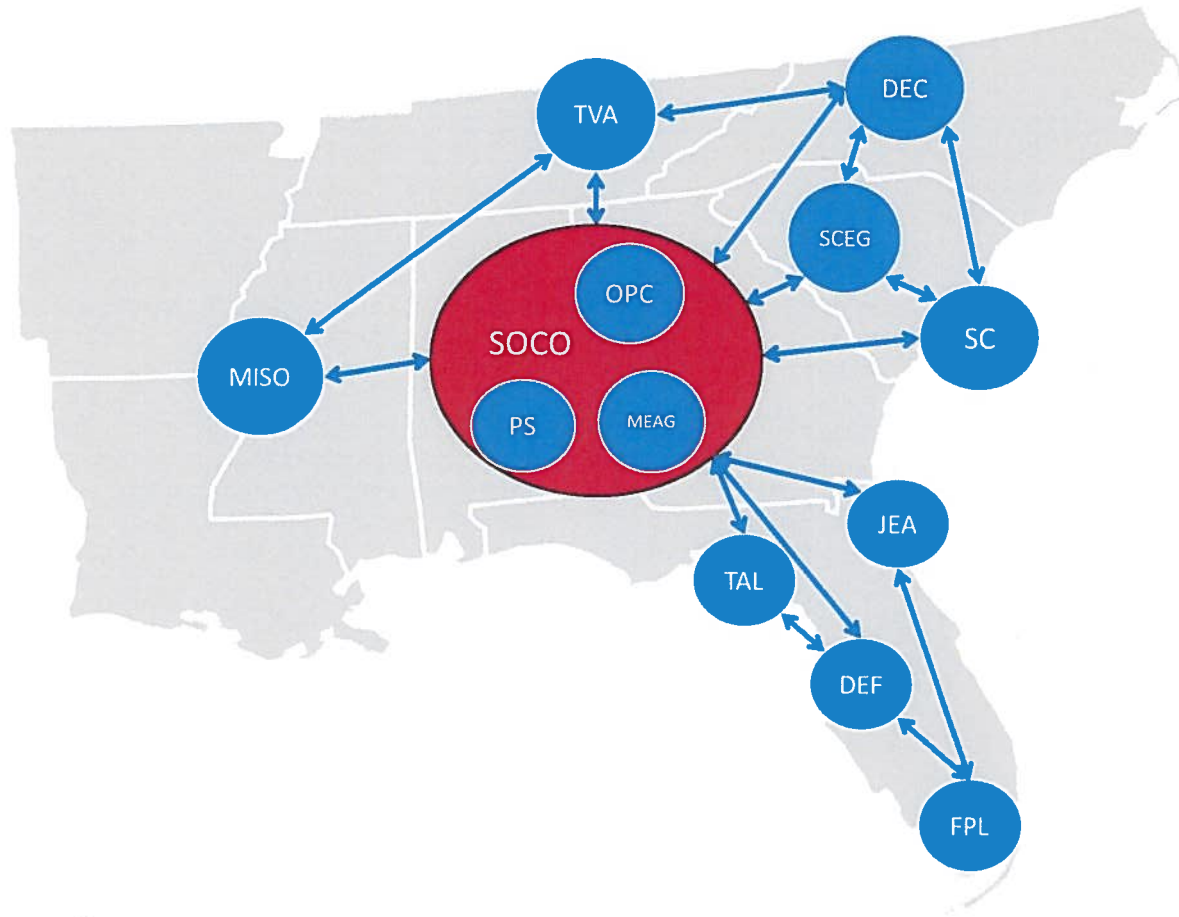 DEC
TVA
SCEG
OPC
SOCO
SC
MISO
PS
MEAG
JEA
TAL
DEF
FPL